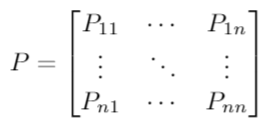 P = [ P₁₁ ⋯ P₁ₙ
⋮ ⋱ ⋮
Pₙ₁ ⋯ Pₙₙ ]